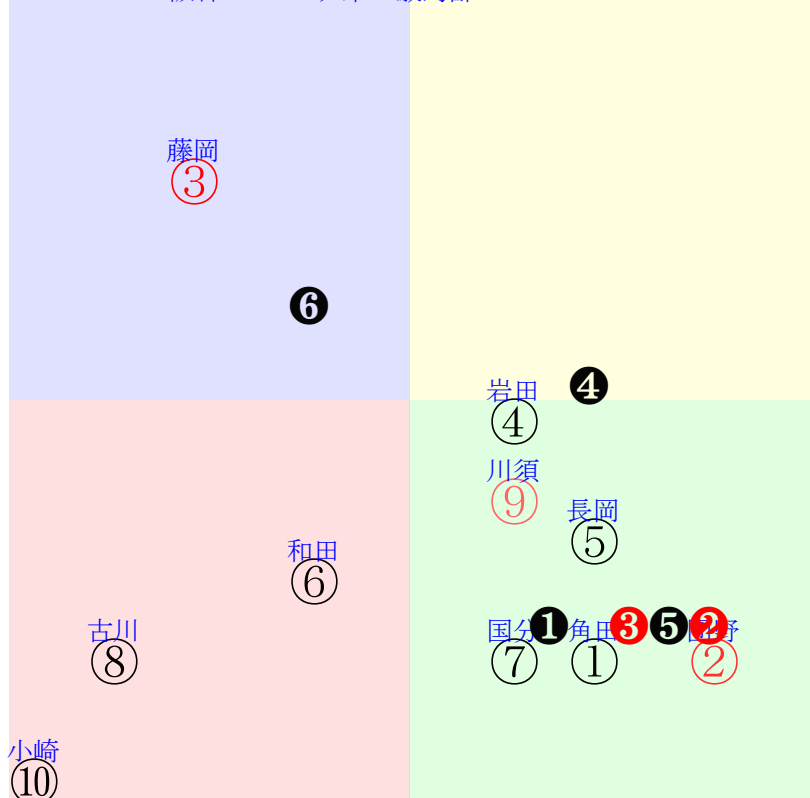 藤岡
③
❻
岩田 ❹
④
川須
⑨ 長岡
⑤
和田
⑥
古川 国分 ❶ 角田 ❸ ❺ ❷
⑧ ⑦ ① ②
小崎
⑩